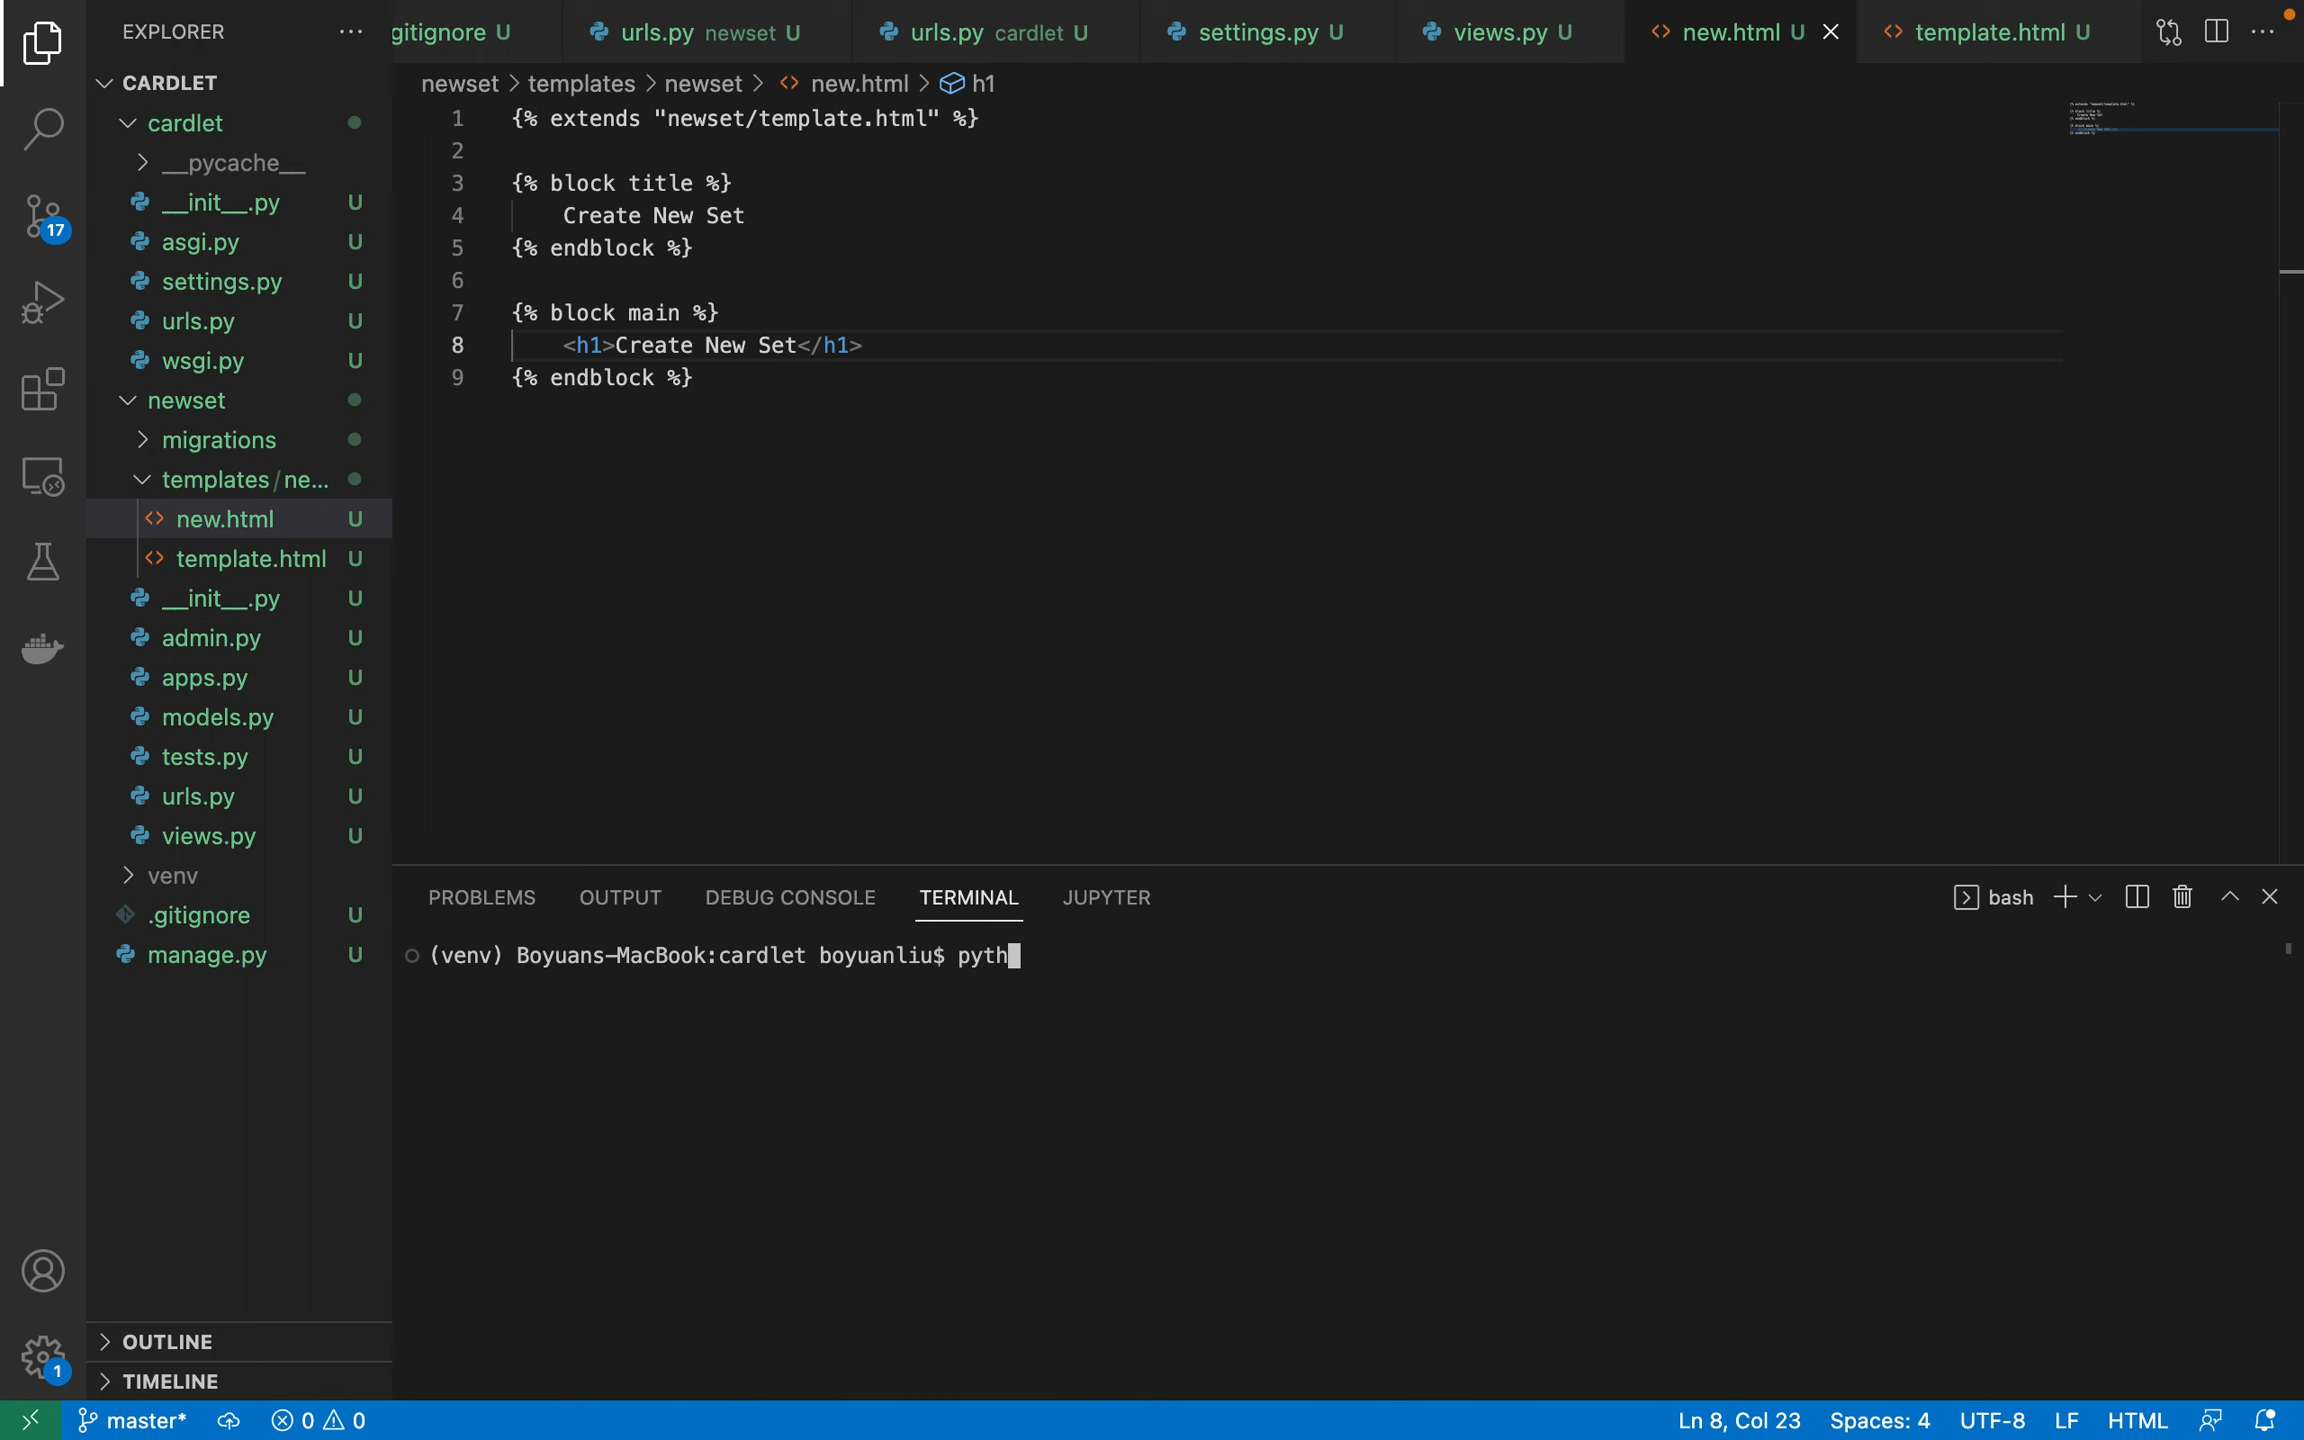 EXPLORER
gitignore U
urls.py newset U
urls.py cardlet U
settings.py U
views.py U
new.html U
template.html U
CARDLET
cardlet
__pycache__
__init__.py U
asgi.py U
settings.py U
urls.py U
wsgi.py U
newset
migrations
templates/ne...
new.html U
template.html U
__init__.py U
admin.py U
apps.py U
models.py U
tests.py U
urls.py U
views.py U
venv
.gitignore U
manage.py U
OUTLINE
TIMELINE
17
1
newset > templates > newset > new.html > h1
1 {% extends "newset/template.html" %}
2
3 {% block title %}
4 Create New Set
5 {% endblock %}
6
7 {% block main %}
8 <h1>Create New Set</h1>
9 {% endblock %}
PROBLEMS OUTPUT DEBUG CONSOLE TERMINAL JUPYTER
bash
(venv) Boyuans-MacBook:cardlet boyuanliu$ pyth
master* 0 0
Ln 8, Col 23 Spaces: 4 UTF-8 LF HTML